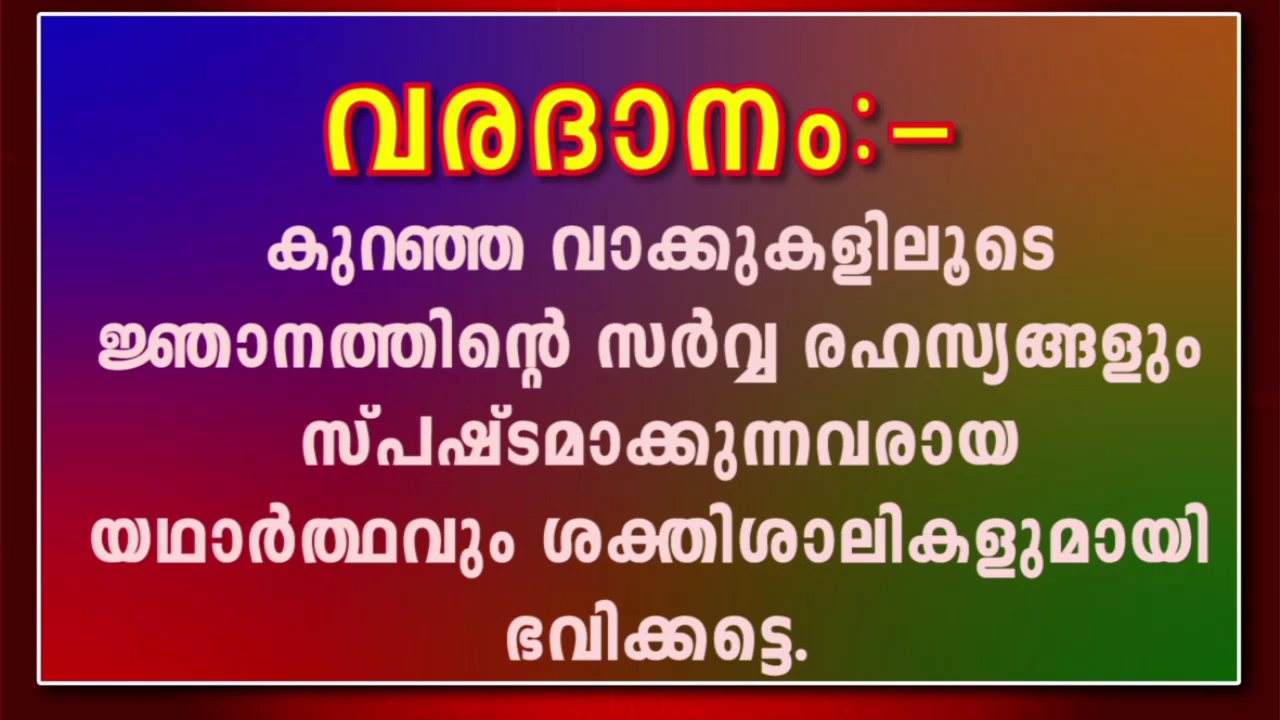 വരദാനം:-
കുറഞ്ഞ വാക്കുകളിലൂടെ
ജ്ഞാനത്തിന്റെ സർവ്വ രഹസ്യങ്ങളും
സ്പഷ്ടമാക്കുന്നവരായ
യഥാർത്ഥവും ശക്തിശാലികളുമായി
ഭവിക്കട്ടെ.